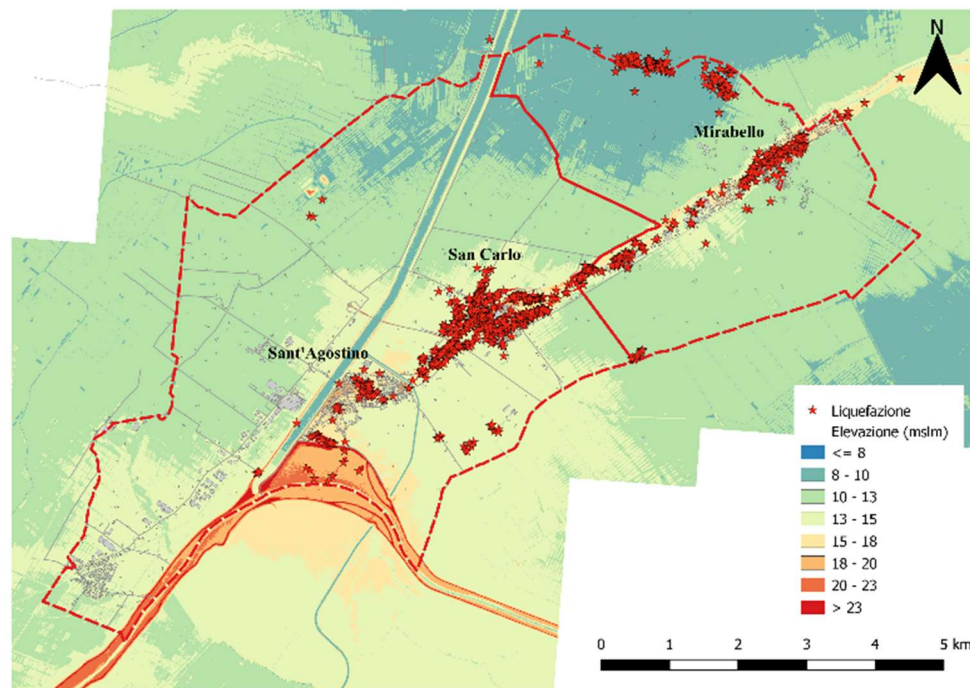 N
Mirabello
San Carlo
Sant'Agostino
Liquefazione
Elevazione (mslm)
<= 8
8 - 10
10 - 13
13 - 15
15 - 18
18 - 20
20 - 23
> 23
0 1 2 3 4 5 km